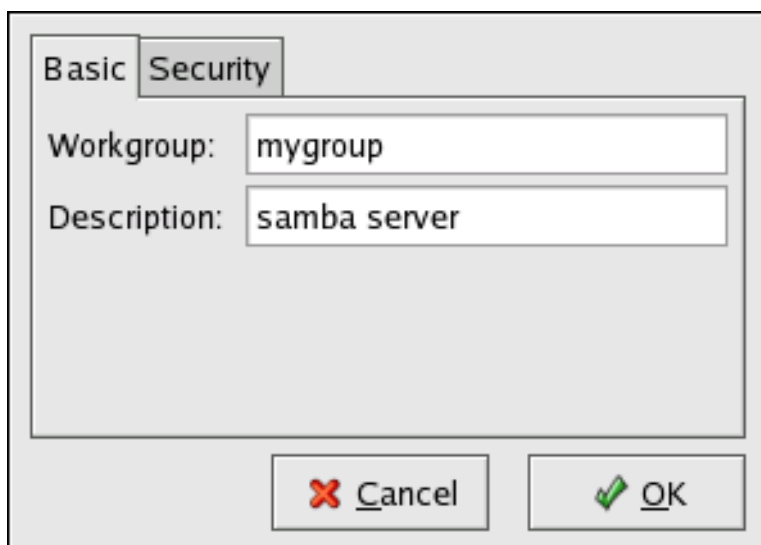 Basic Security
Workgroup: mygroup
Description: samba server
Cancel OK